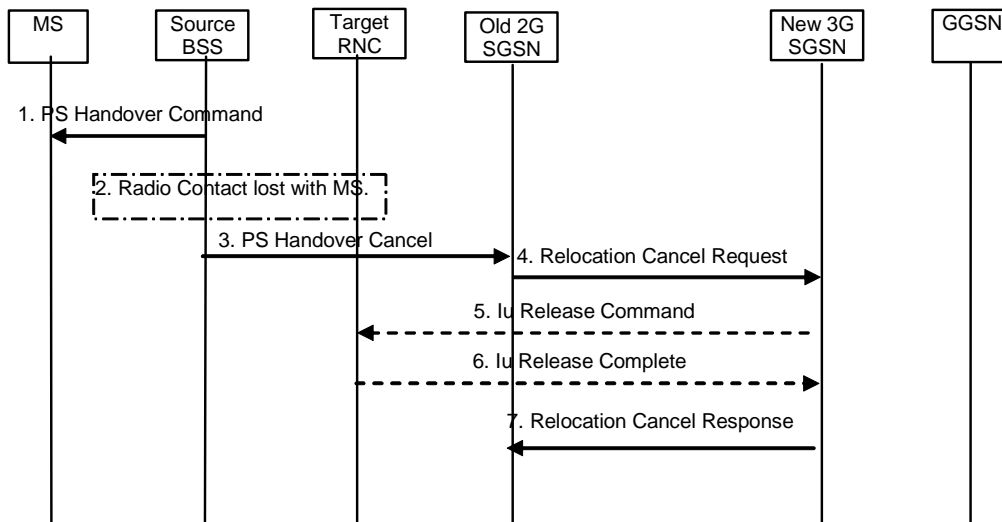 MS
Source
BSS
Target
RNC
Old 2G
SGSN
New 3G
SGSN
GGSN
1. PS Handover Command
2. Radio Contact lost with MS.
3. PS Handover Cancel
4. Relocation Cancel Request
5. Iu Release Command
6. Iu Release Complete
7. Relocation Cancel Response